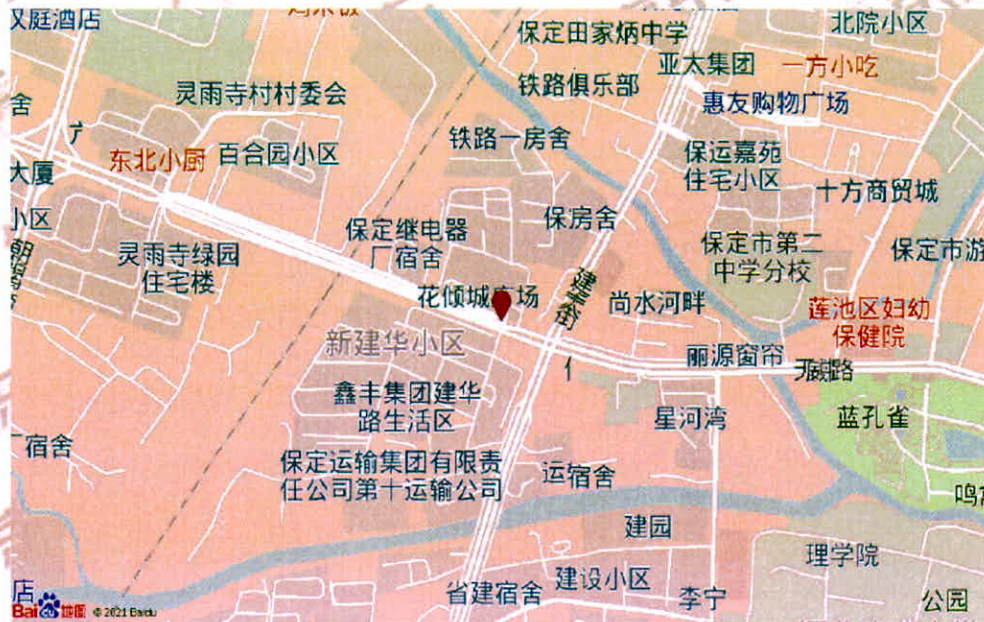 汉庭酒店
北院小区
保定田家炳中学
亚太集团
一方小吃
灵雨寺村村委会
铁路俱乐部
惠友购物广场
舍
铁路一房舍
东北小厨
百合园小区
保运嘉苑
住宅小区
大厦
十方商贸城
小区
保定继电器
厂宿舍
保房舍
灵雨寺绿园
住宅楼
保定市第二
中学分校
保定市游
花倾城广场
尚水河畔
莲池区妇幼
保健院
新建华小区
丽源窗帘
鑫丰集团建华
路生活区
星河湾
蓝孔雀
宿舍
保定运输集团有限责
任公司第十运输公司
运宿舍
建园
理学院
店
省建宿舍
建设小区
李宁
公园
Bai du 地图 © 2021 Baidu